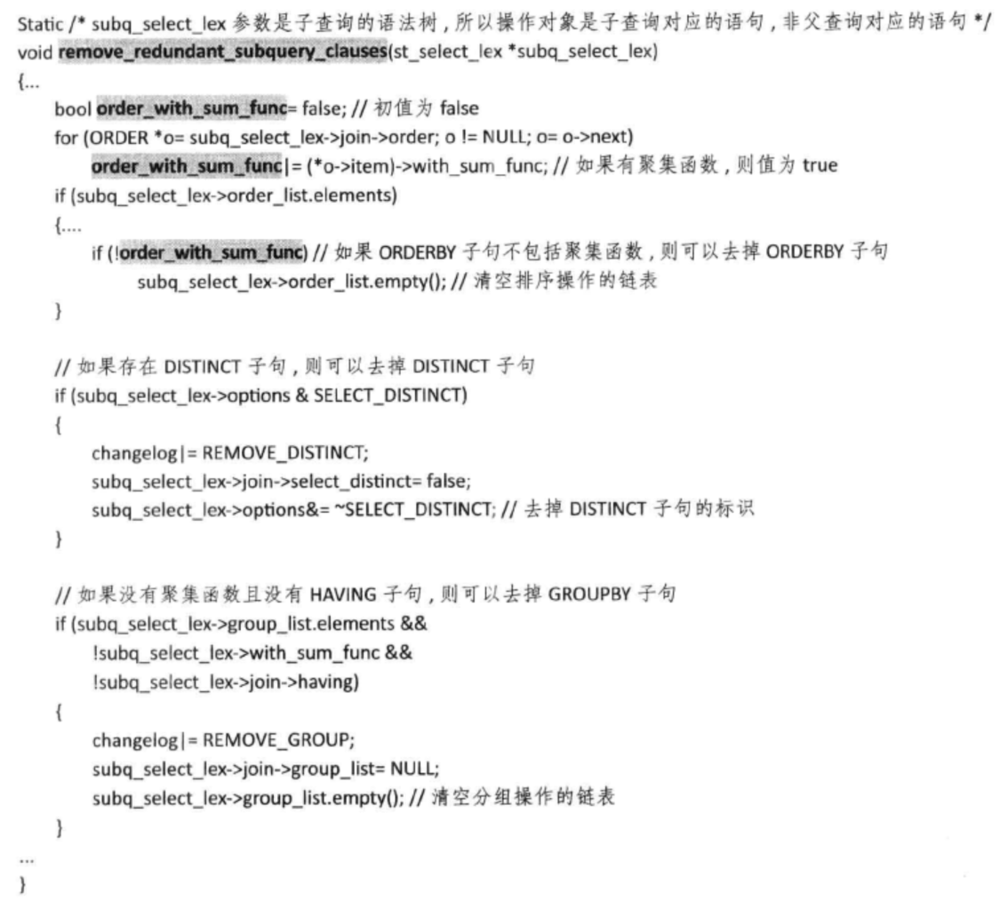 Static /* subq_select_lex 参数是子查询的语法树,所以操作对象是子查询对应的语句,非父查询对应的语句 */
void remove_redundant_subquery_clauses(st_select_lex *subq_select_lex)
{...
bool order_with_sum_func= false; // 初值为 false
for (ORDER *o= subq_select_lex->join->order; o != NULL; o= o->next)
order_with_sum_func|= (*o->item)->with_sum_func; // 如果有聚集函数,则值为 true
if (subq_select_lex->order_list.elements)
{....
if (!order_with_sum_func) // 如果 ORDERBY 子句不包括聚集函数,则可以去掉 ORDERBY 子句
subq_select_lex->order_list.empty(); // 清空排序操作的链表
}
// 如果存在 DISTINCT 子句,则可以去掉 DISTINCT 子句
if (subq_select_lex->options & SELECT_DISTINCT)
{
changelog|= REMOVE_DISTINCT;
subq_select_lex->join->select_distinct= false;
subq_select_lex->options&= ~SELECT_DISTINCT; // 去掉 DISTINCT 子句的标识
}
// 如果没有聚集函数且没有 HAVING 子句,则可以去掉 GROUPBY 子句
if (subq_select_lex->group_list.elements &&
!subq_select_lex->with_sum_func &&
!subq_select_lex->join->having)
{
changelog|= REMOVE_GROUP;
subq_select_lex->join->group_list= NULL;
subq_select_lex->group_list.empty(); // 清空分组操作的链表
}
...
}